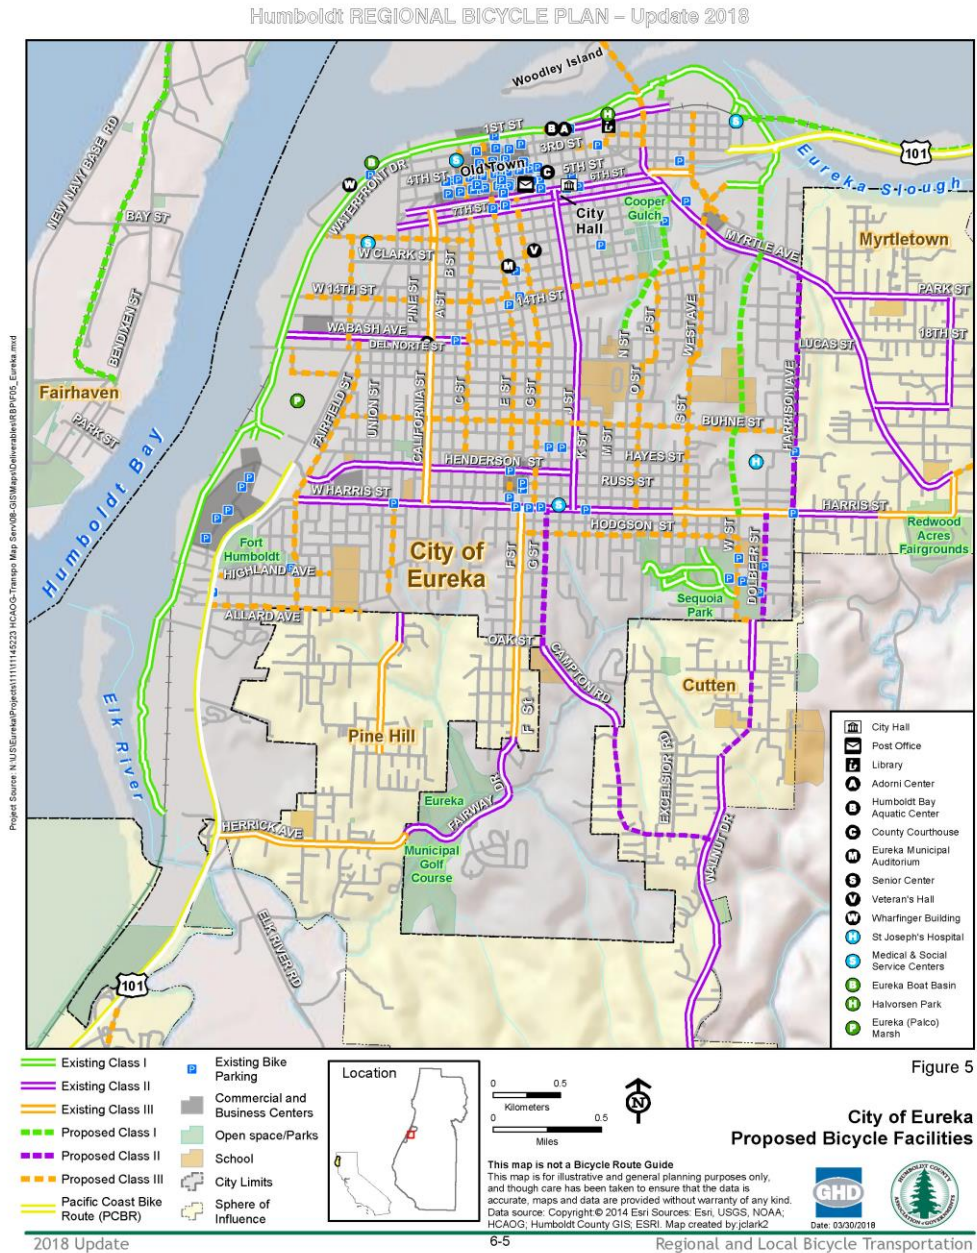 Humboldt REGIONAL BICYCLE PLAN – Update 2018
Woodley Island
NEW NAVY BASE RD
1ST ST
B A
H
S
3RD ST
101
Eureka Slough
B
WATERFRONT DR
W
S
Old Town
4TH ST
C
5TH ST
6TH ST
7TH ST
City
Hall
Cooper
Gulch
MYRTLE AVE
Myrtletown
BAY ST
S
W CLARK ST
B ST
V
M
W 14TH ST
14TH ST
PINE ST
A ST
PARK ST
BENDIXEN ST
WABASH AVE
DEL NORTE ST
N ST
P ST
WEST AVE
LUCAS ST
18TH ST
Fairhaven
PARK ST
P
FAIRFIELD ST
UNION ST
CALIFORNIA ST
C ST
E ST
G ST
J ST
K ST
M ST
O ST
S ST
HARRISON AVE
BUHNE ST
HENDERSON ST
HAYES ST
H
W HARRIS ST
RUSS ST
S
HARRIS ST
HODGSON ST
W ST
DOLBEER ST
Redwood
Acres
Fairgrounds
Humboldt Bay
Fort
Humboldt
City of
Eureka
HIGHLAND AVE
F ST
G ST
Sequoia
Park
ALLARD AVE
OAK ST
CAMPTON RD
Cutten
Elk River
Pine Hill
F ST
EXCELSIOR RD
Eureka
FAIRWAY DR
HERRICK AVE
Municipal
Golf
Course
WALNUT DR
ELK RIVER RD
101
City Hall
Post Office
Library
A Adorni Center
B Humboldt Bay
Aquatic Center
C County Courthouse
M Eureka Municipal
Auditorium
S Senior Center
V Veteran's Hall
W Wharfinger Building
H St Joseph's Hospital
S Medical & Social
Service Centers
B Eureka Boat Basin
H Halvorsen Park
P Eureka (Palco)
Marsh
Existing Class I
Existing Class II
Existing Class III
Proposed Class I
Proposed Class II
Proposed Class III
Pacific Coast Bike
Route (PCBR)
P Existing Bike
Parking
Commercial and
Business Centers
Open space/Parks
School
City Limits
Sphere of
Influence
Location
0 0.5
Kilometers
0 0.5
Miles
N
This map is not a Bicycle Route Guide
This map is for illustrative and general planning purposes only,
and though care has been taken to ensure that the data is
accurate, maps and data are provided without warranty of any kind.
Data source: Copyright:© 2014 Esri Sources: Esri, USGS, NOAA;
HCAOG; Humboldt County GIS; ESRI. Map created by:jclark2
Figure 5
City of Eureka
Proposed Bicycle Facilities
GHD
Date: 03/30/2018
HUMBOLDT COUNTY
ASSOCIATION OF GOVERNMENTS
2018 Update
6-5
Regional and Local Bicycle Transportation